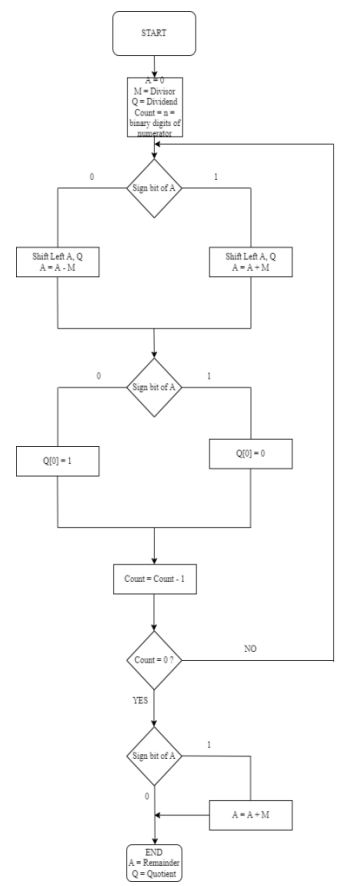 START
A = 0
M = Divisor
Q = Dividend
Count = n =
binary digits of
numerator
0
Sign bit of A
1
Shift Left A, Q
A = A - M
Shift Left A, Q
A = A + M
0
Sign bit of A
1
Q[0] = 1
Q[0] = 0
Count = Count - 1
Count = 0 ?
NO
YES
Sign bit of A
1
0
A = A + M
END
A = Remainder
Q = Quotient